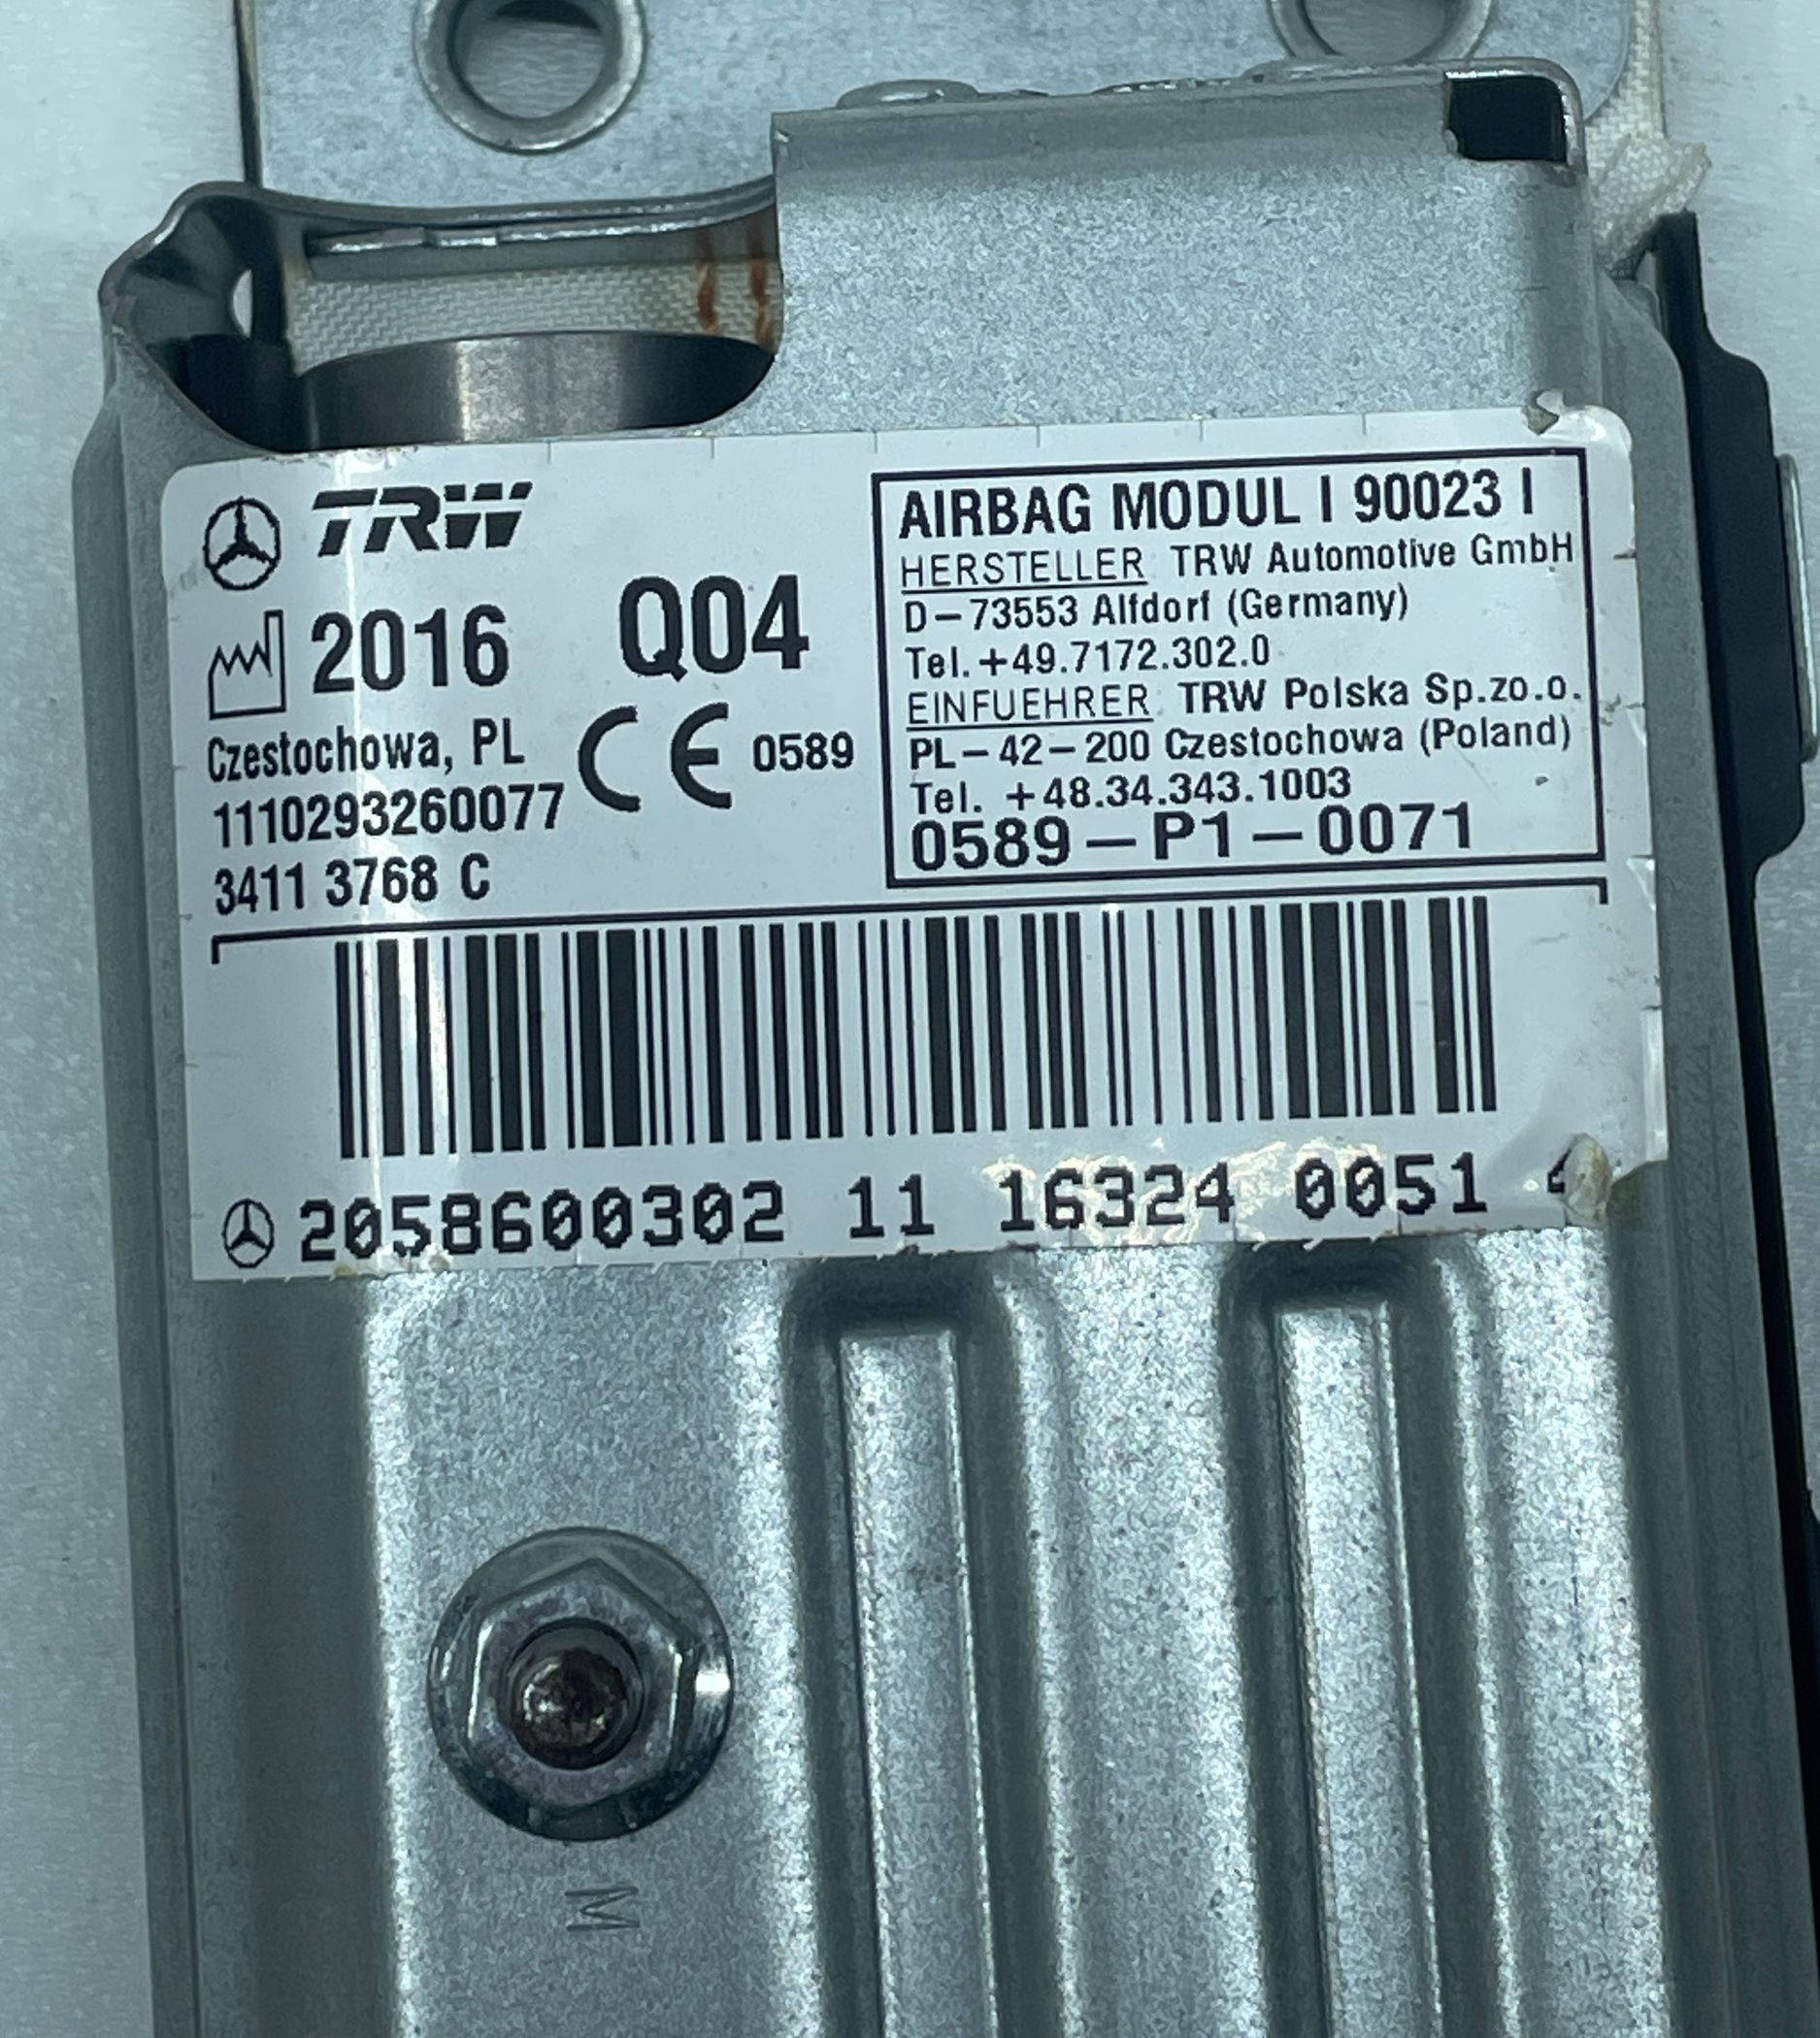 TRW
2016 Q04
Czestochowa, PL
CE 0589
1110293260077
3411 3768 C
AIRBAG MODUL I 90023 I
HERSTELLER TRW Automotive GmbH
D-73553 Alfdorf (Germany)
Tel. +49.7172.302.0
EINFUEHRER TRW Polska Sp.zo.o.
PL-42-200 Czestochowa (Poland)
Tel. +48.34.343.1003
0589-P1-0071
2058600302 11 16324 0051
M